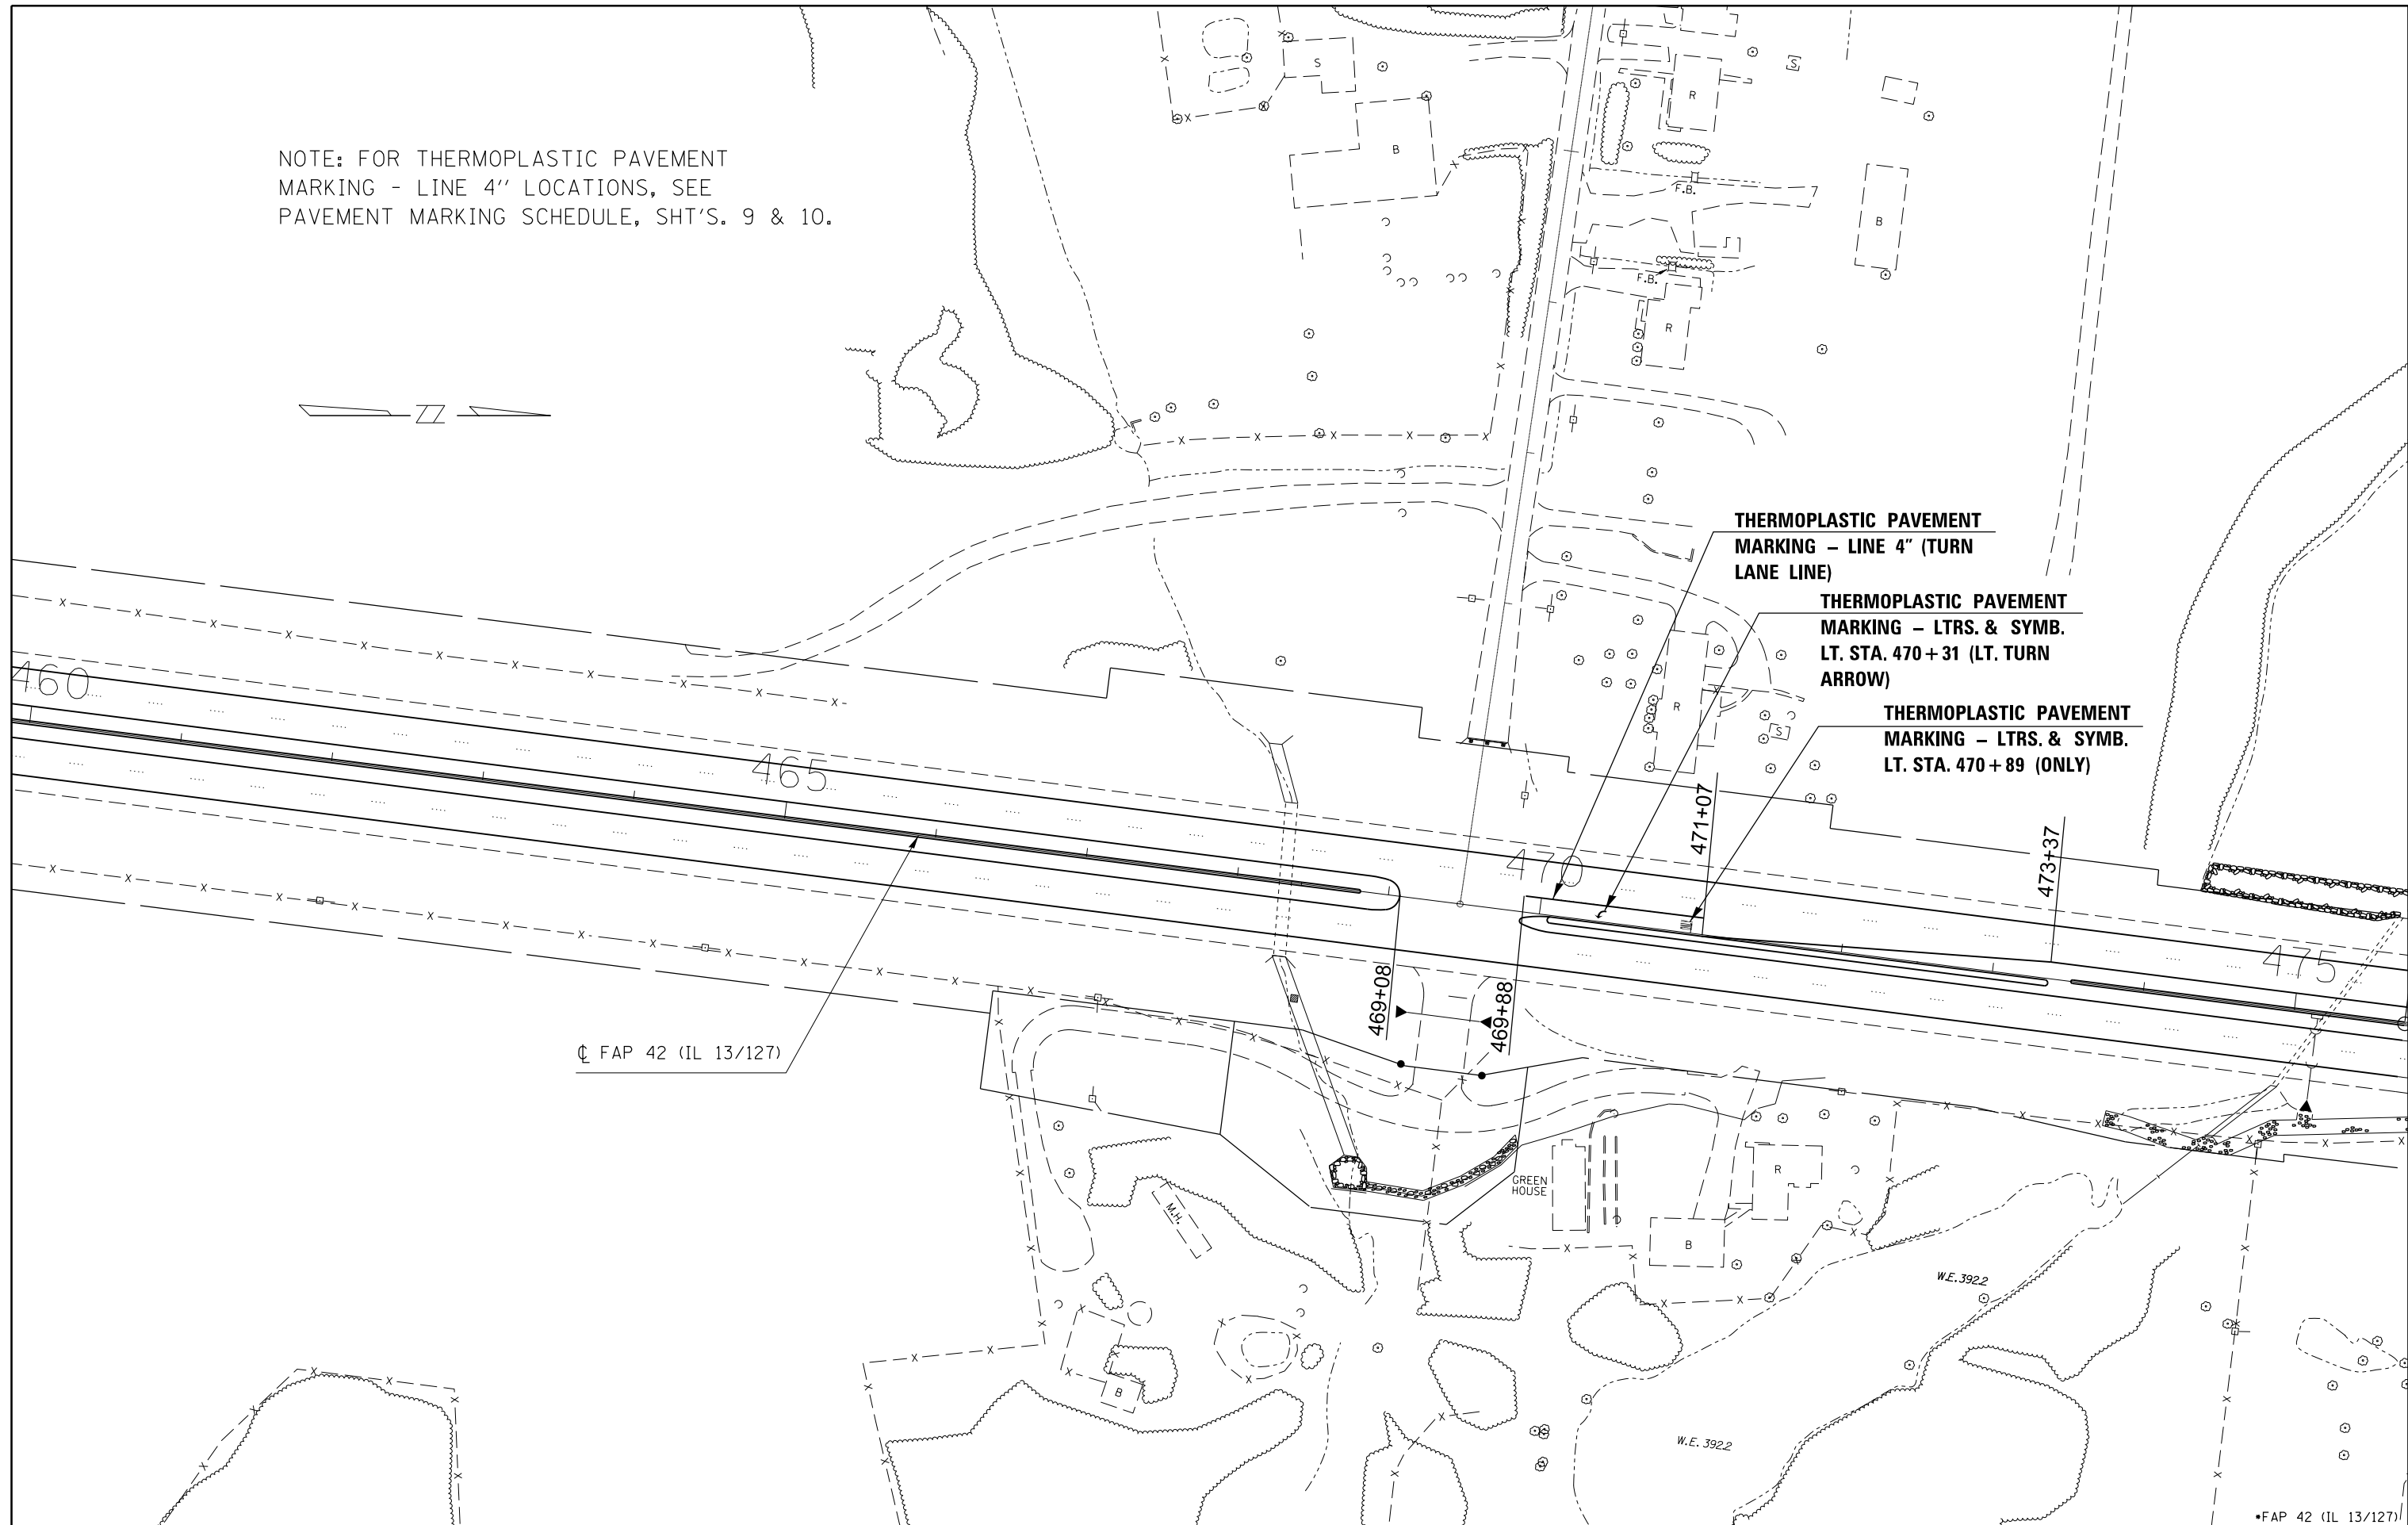 NOTE: FOR THERMOPLASTIC PAVEMENT
MARKING - LINE 4'' LOCATIONS, SEE
PAVEMENT MARKING SCHEDULE, SHT'S. 9 & 10.
S
B
R
S
F.B.
B
F.B.
R
THERMOPLASTIC PAVEMENT
MARKING – LINE 4" (TURN
LANE LINE)
THERMOPLASTIC PAVEMENT
MARKING – LTRS. & SYMB.
LT. STA. 470+31 (LT. TURN
ARROW)
THERMOPLASTIC PAVEMENT
MARKING – LTRS. & SYMB.
LT. STA. 470+89 (ONLY)
R
S
460
465
470
475
471+07
473+37
469+08
469+88
℄ FAP 42 (IL 13/127)
GREEN
HOUSE
R
M.H.
B
B
W.E. 392.2
W.E. 392.2
•FAP 42 (IL 13/127)